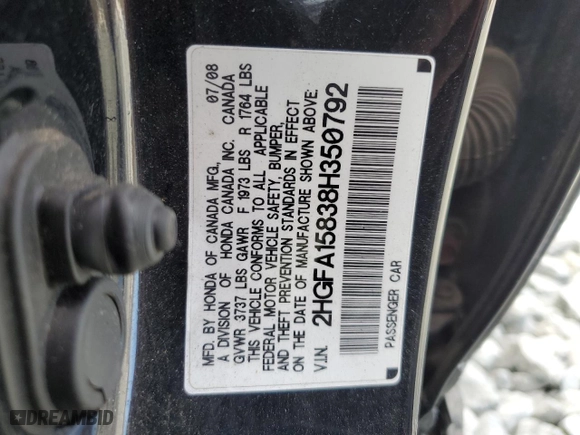 MFD. BY HONDA OF CANADA MFG., 07/08
A DIVISION OF HONDA CANADA INC. CANADA
GVWR 3737 LBS GAWR F 1973 LBS R 1764 LBS
THIS VEHICLE CONFORMS TO ALL APPLICABLE
FEDERAL MOTOR VEHICLE SAFETY, BUMPER,
AND THEFT PREVENTION STANDARDS IN EFFECT
ON THE DATE OF MANUFACTURE SHOWN ABOVE.
V.I.N. 2HGFA15838H350792
PASSENGER CAR
DREAMBID